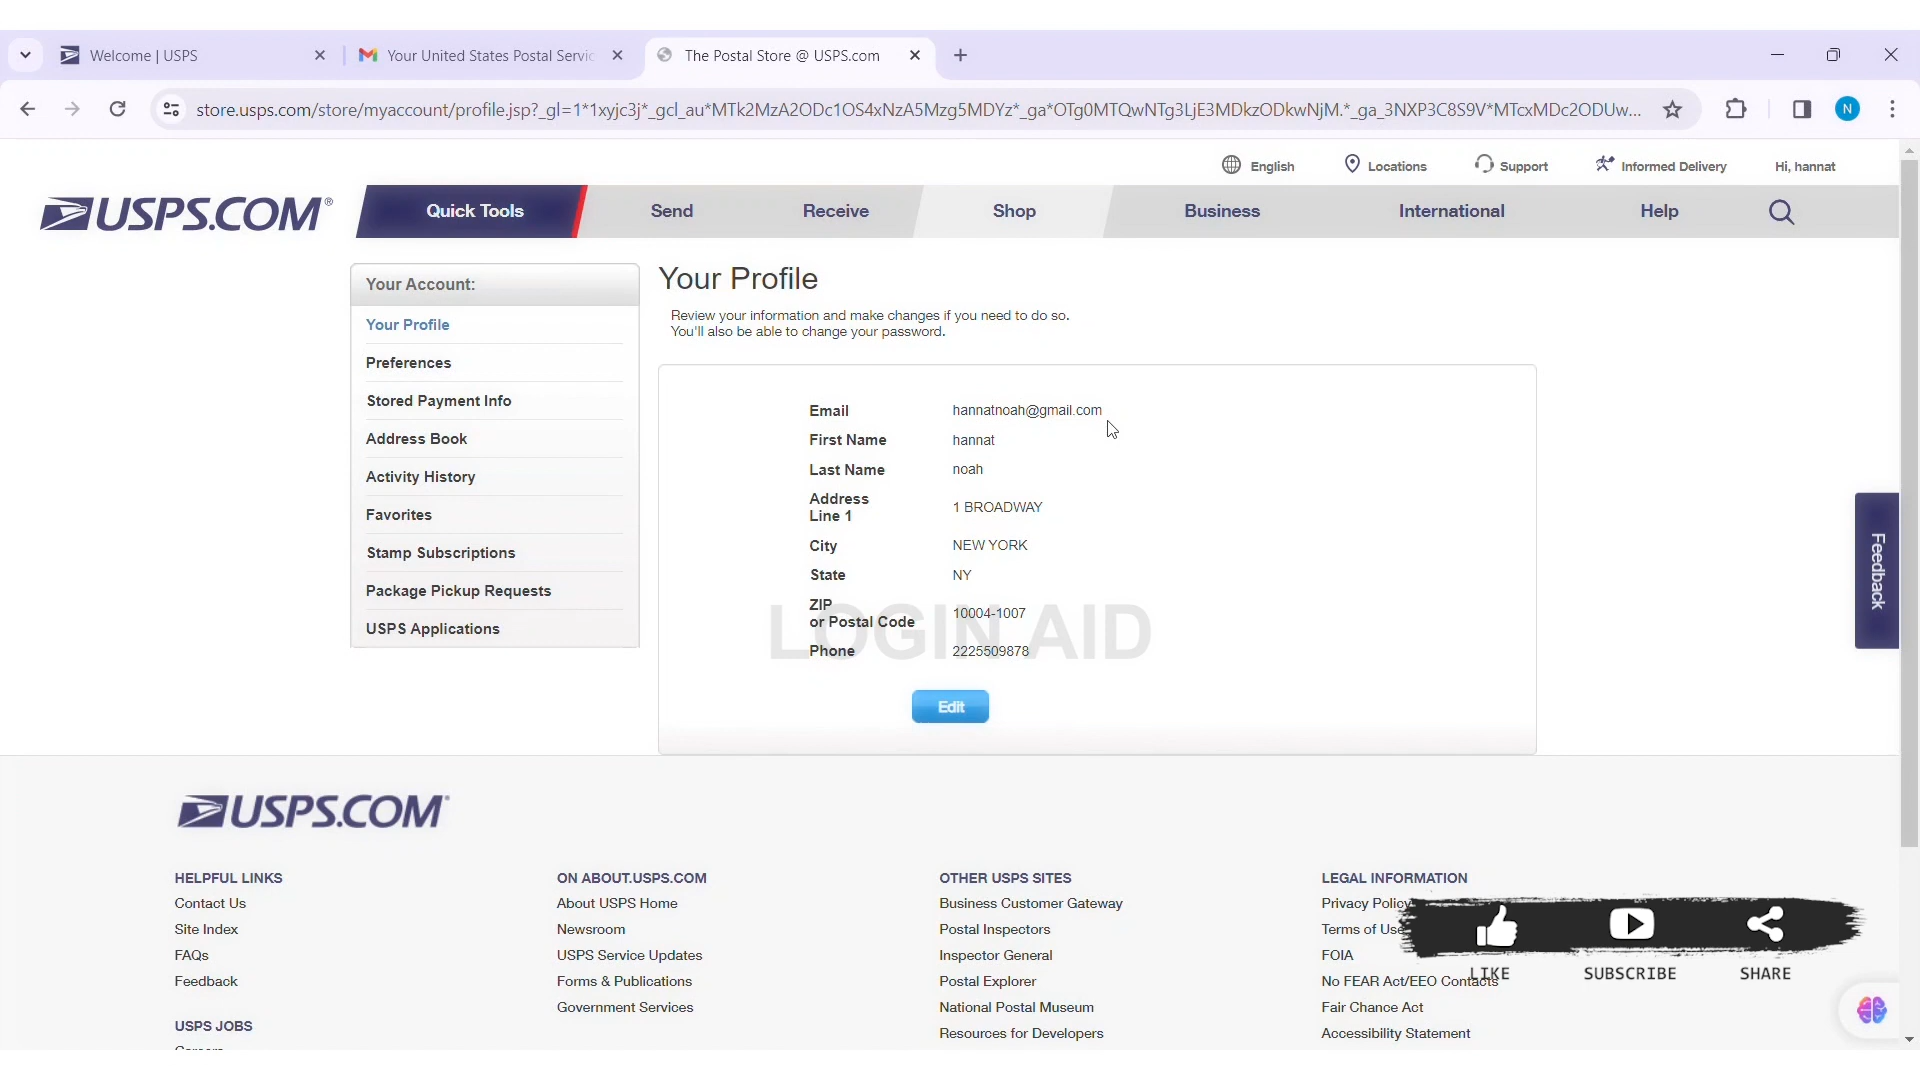 Welcome | USPS
Your United States Postal Servic
The Postal Store @ USPS.com
store.usps.com/store/myaccount/profile.jsp?_gl=1*1xyjc3j*_gcl_au*MTk2MzA2ODc1OS4xNzA5Mzg5MDYz*_ga*OTg0MTQwNTg3LjE3MDkzODkwNjM.*_ga_3NXP3C8S9V*MTcxMDc2ODUw...
N
English
Locations
Support
Informed Delivery
Hi, hannat
USPS.COM®
Quick Tools
Send
Receive
Shop
Business
International
Help
Your Account:
Your Profile
Preferences
Stored Payment Info
Address Book
Activity History
Favorites
Stamp Subscriptions
Package Pickup Requests
USPS Applications
Your Profile
Review your information and make changes if you need to do so.
You'll also be able to change your password.
Email hannatnoah@gmail.com
First Name hannat
Last Name noah
Address
Line 1 1 BROADWAY
City NEW YORK
State NY
ZIP
or Postal Code 10004-1007
Phone 2225509878
LOGIN AID
Edit
Feedback
USPS.COM
HELPFUL LINKS
Contact Us
Site Index
FAQs
Feedback
USPS JOBS
Careers
ON ABOUT.USPS.COM
About USPS Home
Newsroom
USPS Service Updates
Forms & Publications
Government Services
OTHER USPS SITES
Business Customer Gateway
Postal Inspectors
Inspector General
Postal Explorer
National Postal Museum
Resources for Developers
LEGAL INFORMATION
Privacy Policy
Terms of Use
FOIA
No FEAR Act/EEO Contacts
Fair Chance Act
Accessibility Statement
LIKE
SUBSCRIBE
SHARE